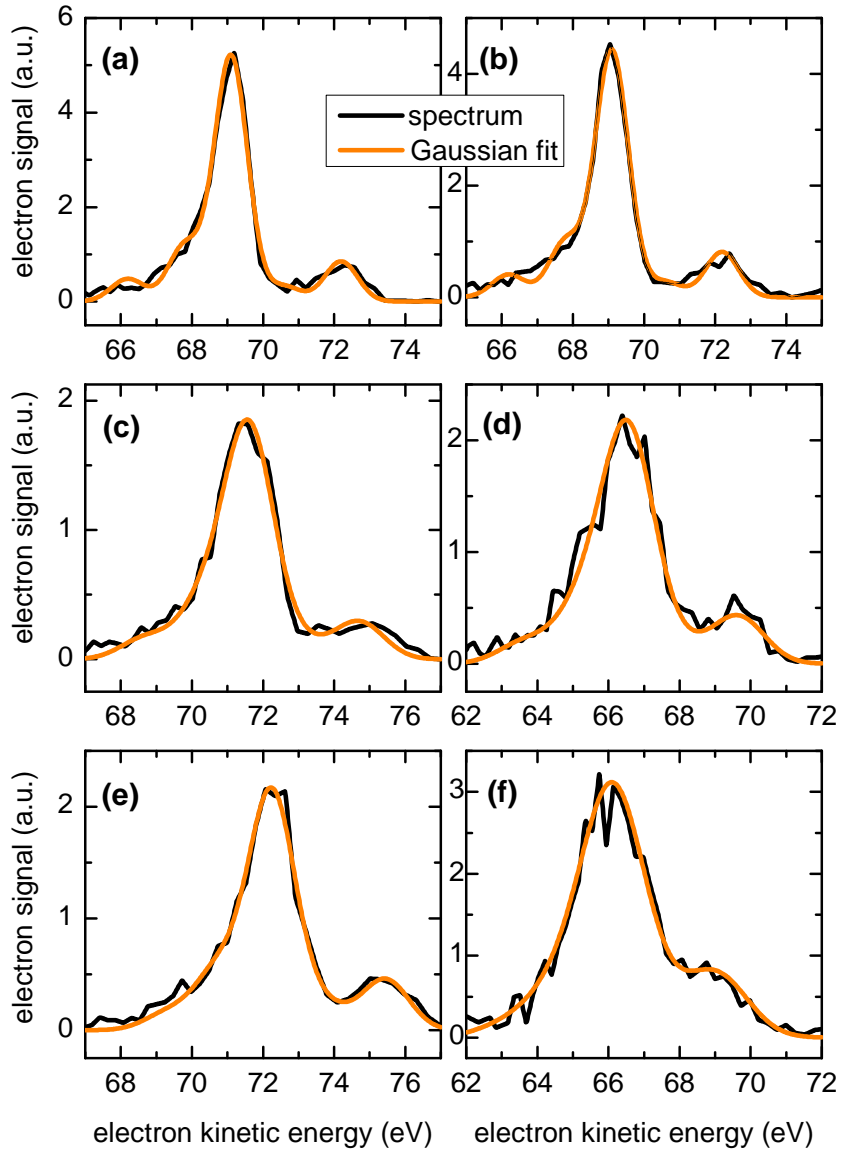 (a)
(b)
spectrum
Gaussian fit
electron signal (a.u.)
6
4
2
0
4
2
0
66 68 70 72 74
66 68 70 72 74
(c)
(d)
electron signal (a.u.)
2
1
0
2
1
0
68 70 72 74 76
62 64 66 68 70 72
(e)
(f)
electron signal (a.u.)
2
1
0
3
2
1
0
68 70 72 74 76
62 64 66 68 70 72
electron kinetic energy (eV)
electron kinetic energy (eV)